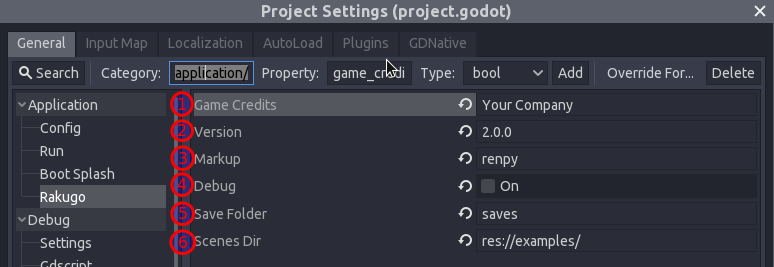 Project Settings (project.godot)
General Input Map Localization AutoLoad Plugins GDNative
Search Category: application/ Property: game_credi Type: bool Add Override For... Delete
Application 1 Game Credits Your Company
Config 2 Version 2.0.0
Run 3 Markup renpy
Boot Splash 4 Debug On
Rakugo 5 Save Folder saves
Debug 6 Scenes Dir res://examples/
Settings
Gdscript